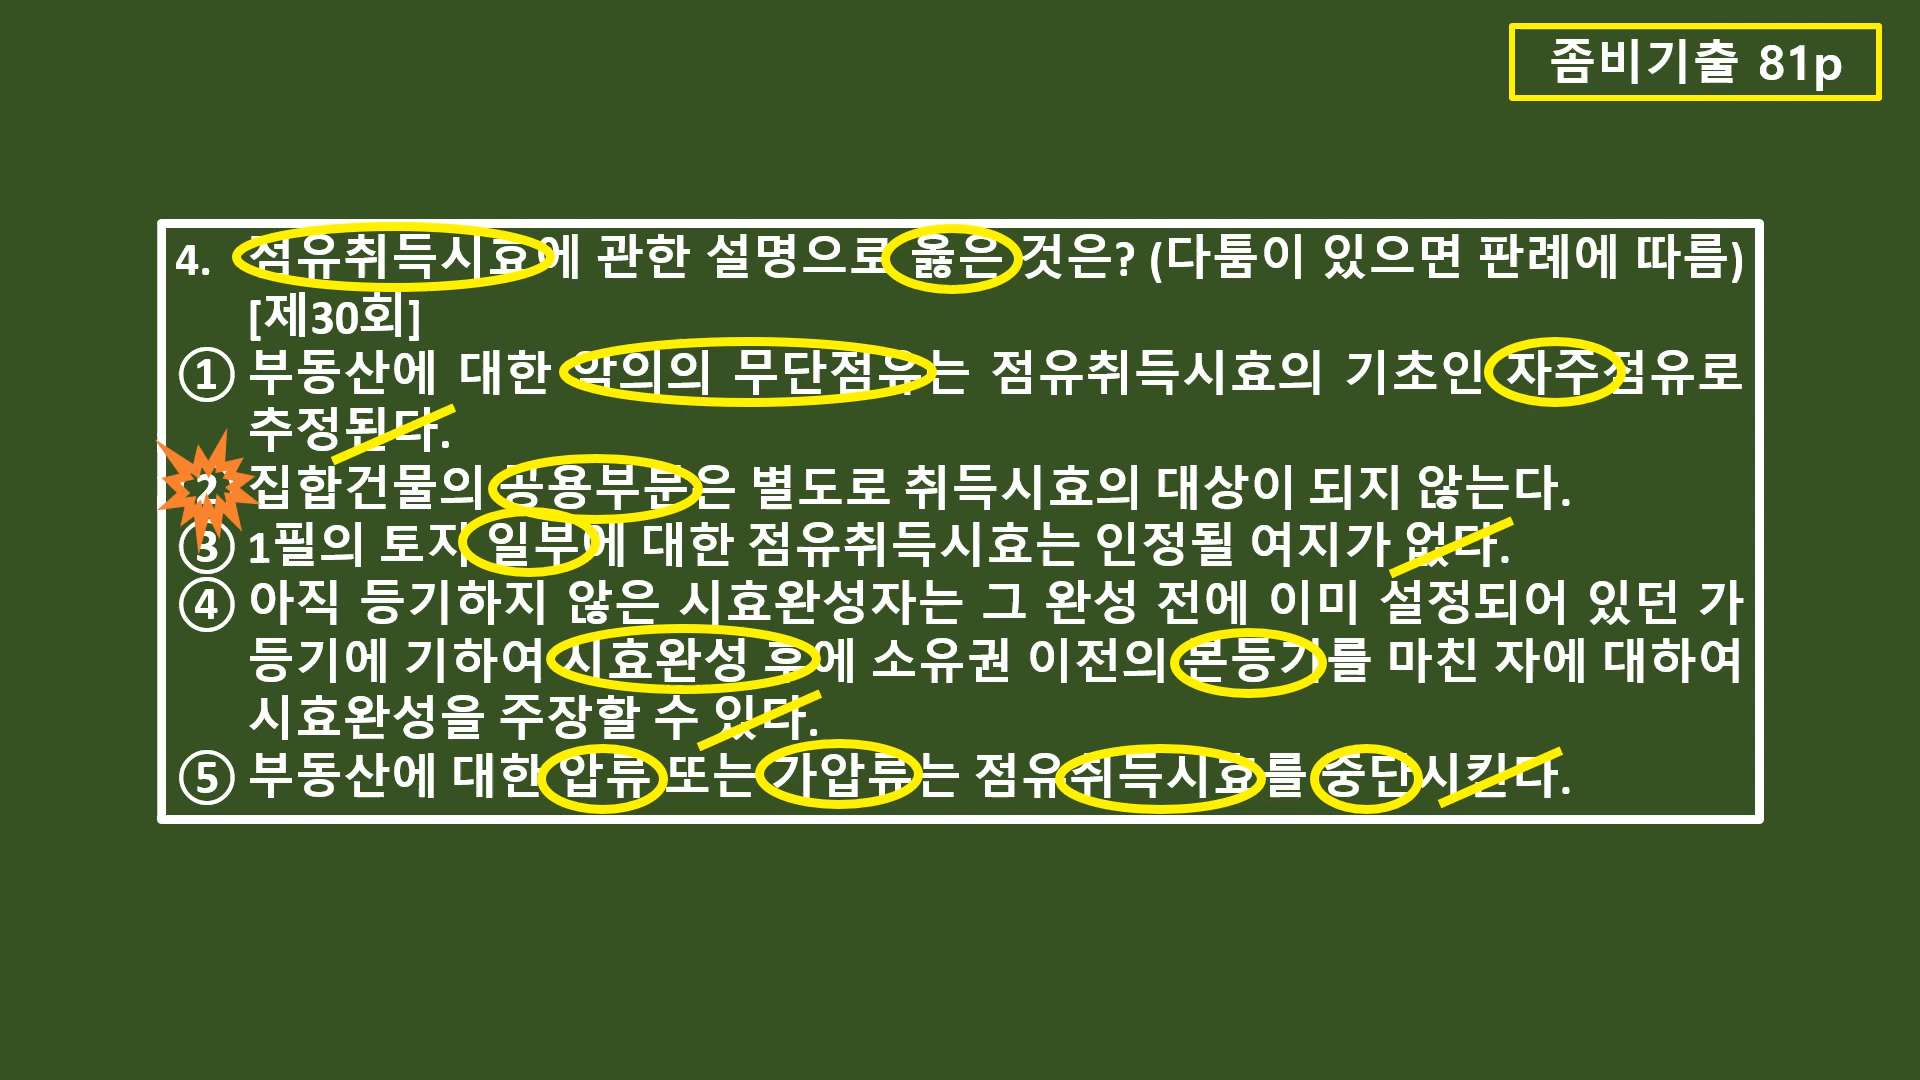 좀비기출 81p
4. 점유취득시효에 관한 설명으로 옳은 것은? (다툼이 있으면 판례에 따름)
[제30회]
① 부동산에 대한 악의의 무단점유는 점유취득시효의 기초인 자주점유로
추정된다.
② 집합건물의 공용부분은 별도로 취득시효의 대상이 되지 않는다.
③ 1필의 토지 일부에 대한 점유취득시효는 인정될 여지가 없다.
④ 아직 등기하지 않은 시효완성자는 그 완성 전에 이미 설정되어 있던 가
등기에 기하여 시효완성 후에 소유권 이전의 본등기를 마친 자에 대하여
시효완성을 주장할 수 있다.
⑤ 부동산에 대한 압류 또는 가압류는 점유취득시효를 중단시킨다.